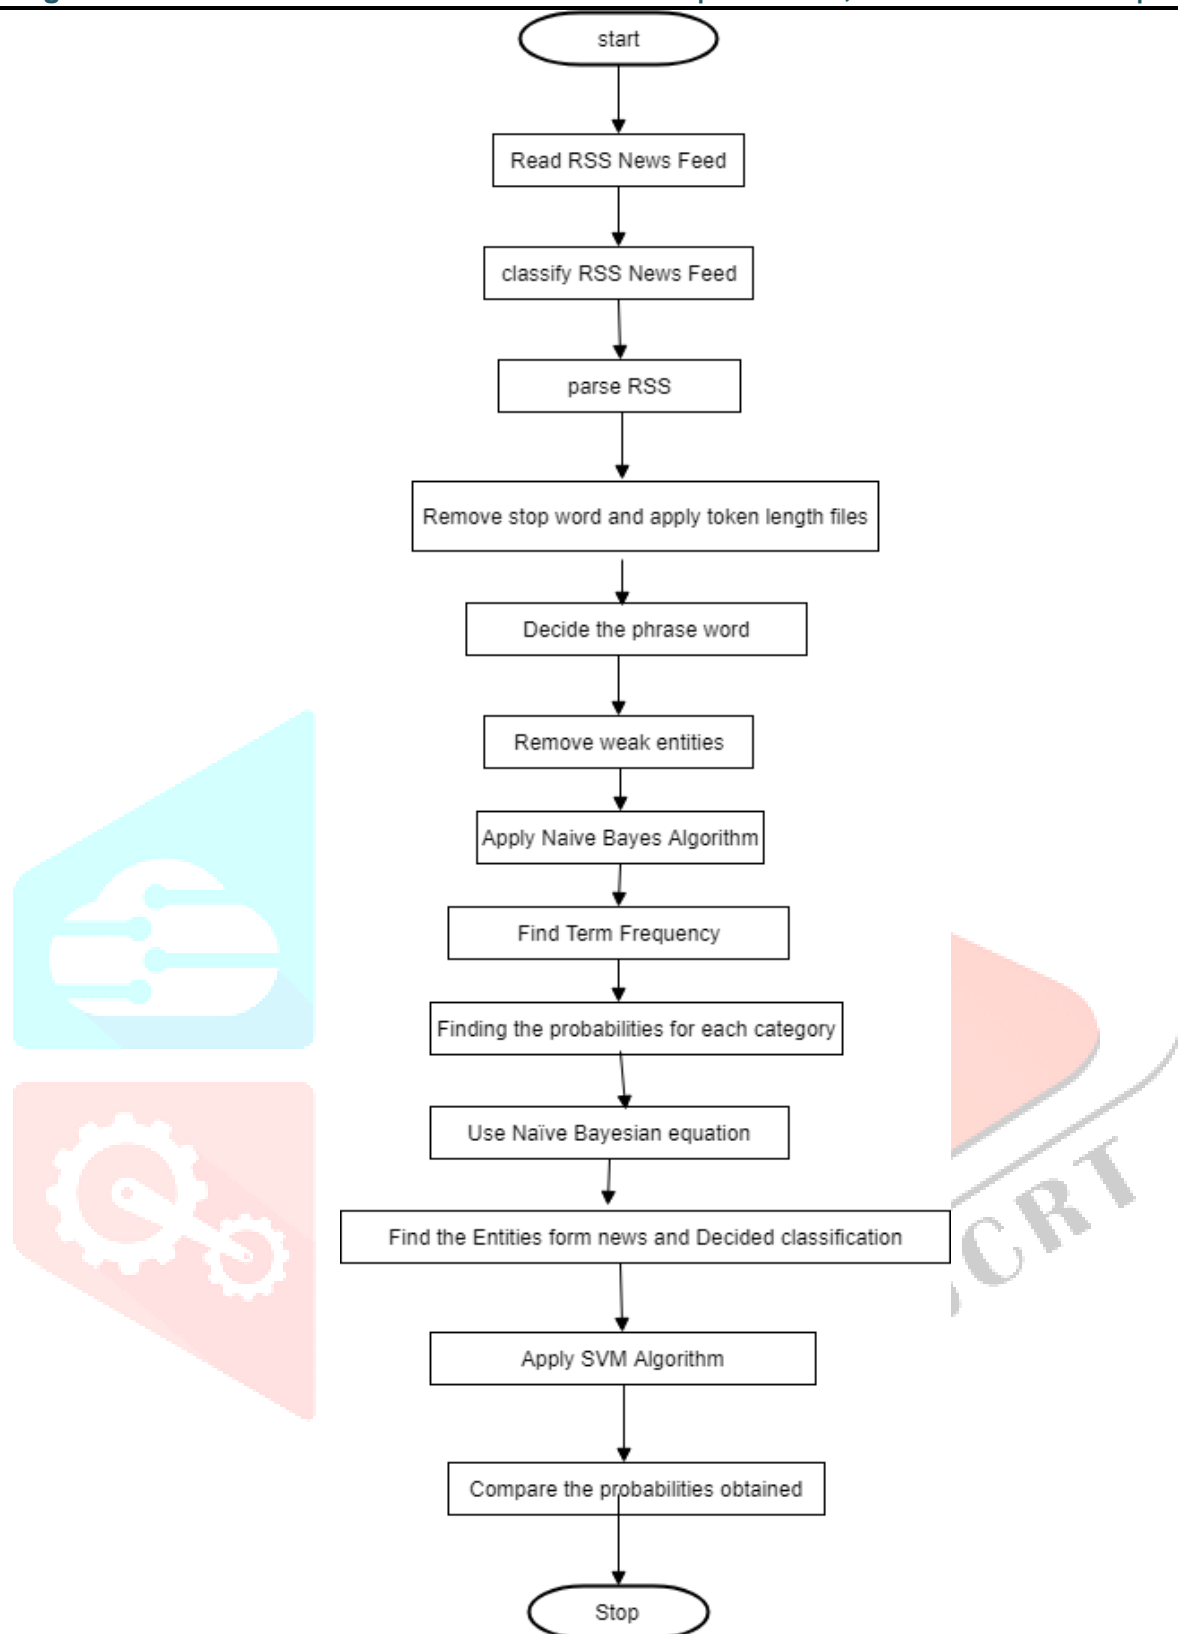 start
Read RSS News Feed
classify RSS News Feed
parse RSS
Remove stop word and apply token length files
Decide the phrase word
Remove weak entities
Apply Naive Bayes Algorithm
Find Term Frequency
Finding the probabilities for each category
Use Naïve Bayesian equation
Find the Entities form news and Decided classification
Apply SVM Algorithm
Compare the probabilities obtained
Stop
CRT